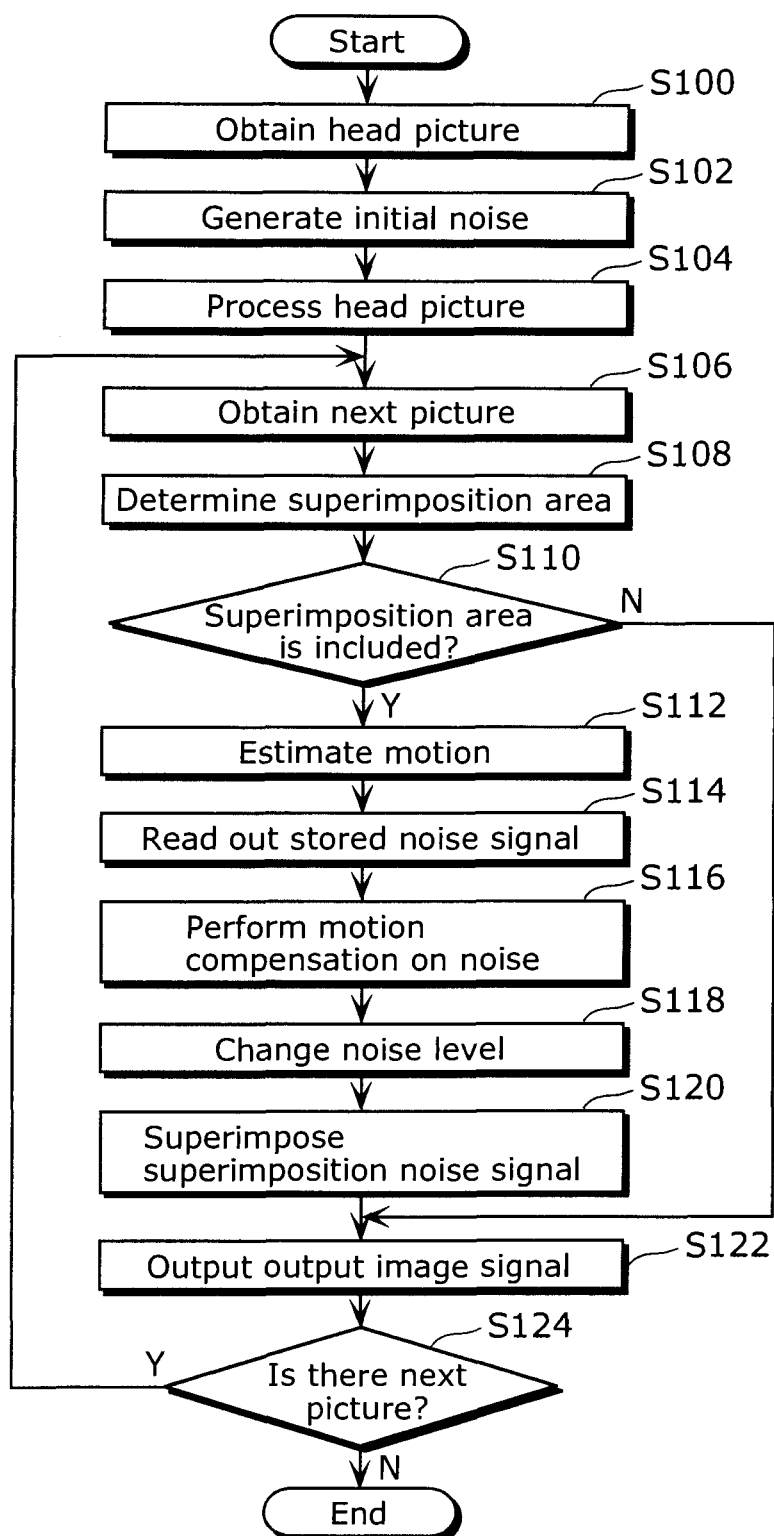 Start
S100
Obtain head picture
S102
Generate initial noise
S104
Process head picture
S106
Obtain next picture
S108
Determine superimposition area
S110
Superimposition area
is included?
N
Y
S112
Estimate motion
S114
Read out stored noise signal
S116
Perform motion
compensation on noise
S118
Change noise level
S120
Superimpose
superimposition noise signal
S122
Output output image signal
S124
Y
Is there next
picture?
N
End